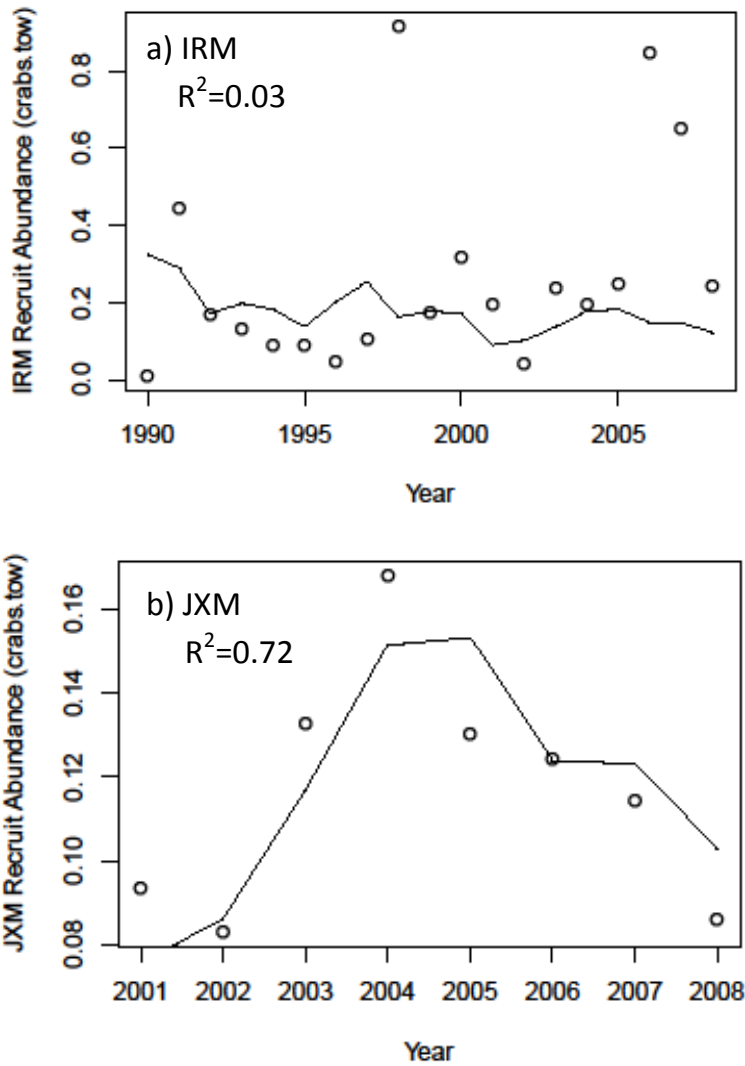 a) IRM
R²=0.03
IRM Recruit Abundance (crabs.tow)
0.8
0.6
0.4
0.2
0.0
1990 1995 2000 2005
Year
b) JXM
R²=0.72
JXM Recruit Abundance (crabs.tow)
0.16
0.14
0.12
0.10
0.08
2001 2002 2003 2004 2005 2006 2007 2008
Year